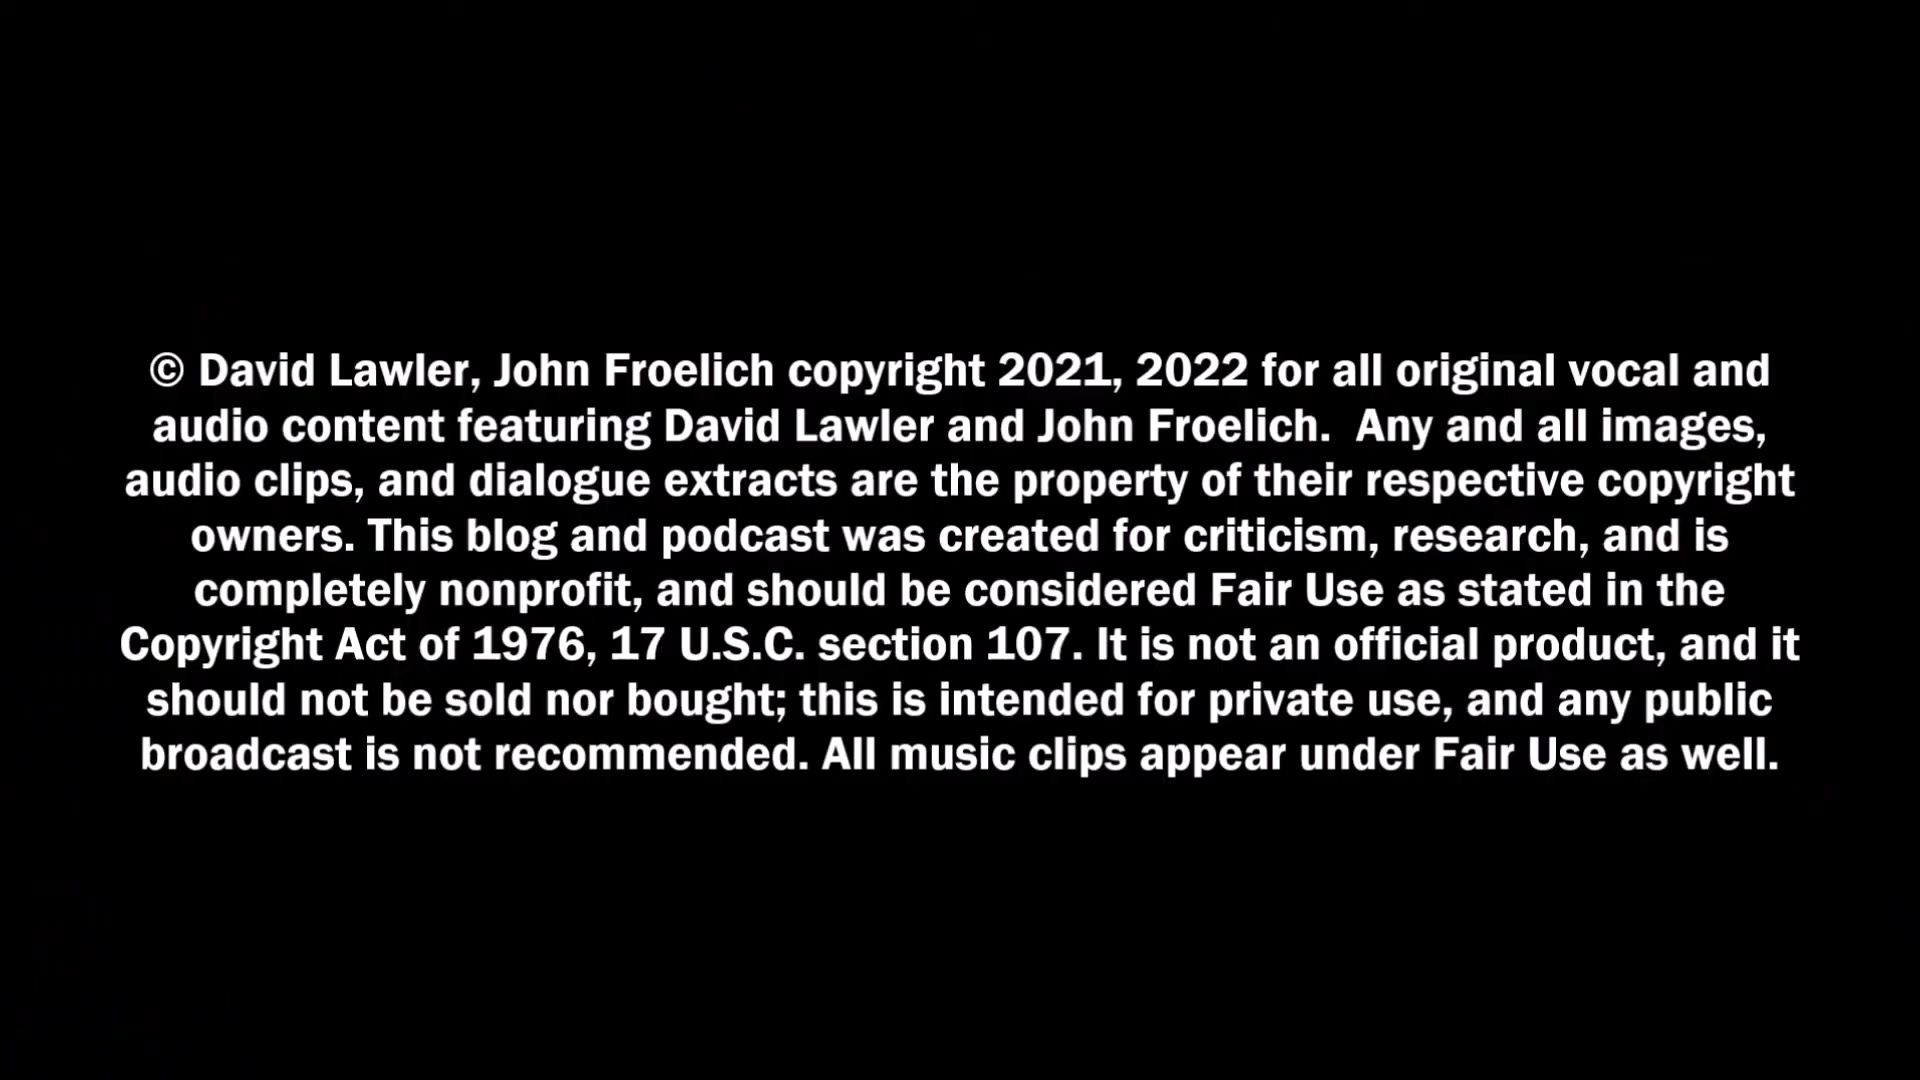 © David Lawler, John Froelich copyright 2021, 2022 for all original vocal and
audio content featuring David Lawler and John Froelich.  Any and all images,
audio clips, and dialogue extracts are the property of their respective copyright
owners. This blog and podcast was created for criticism, research, and is
completely nonprofit, and should be considered Fair Use as stated in the
Copyright Act of 1976, 17 U.S.C. section 107. It is not an official product, and it
should not be sold nor bought; this is intended for private use, and any public
broadcast is not recommended. All music clips appear under Fair Use as well.